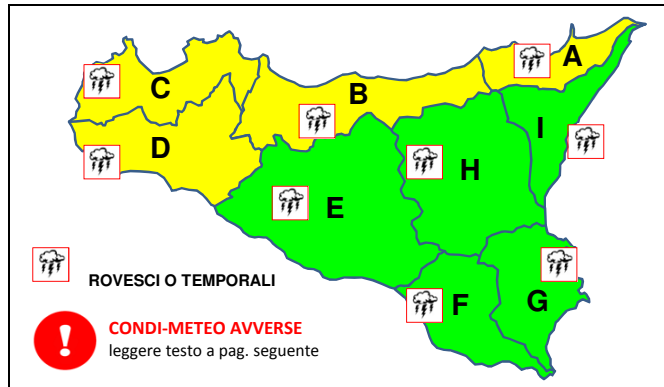 A
B
C
D
I
H
E
F
G
ROVESCI O TEMPORALI
!
CONDI-METEO AVVERSE
leggere testo a pag. seguente